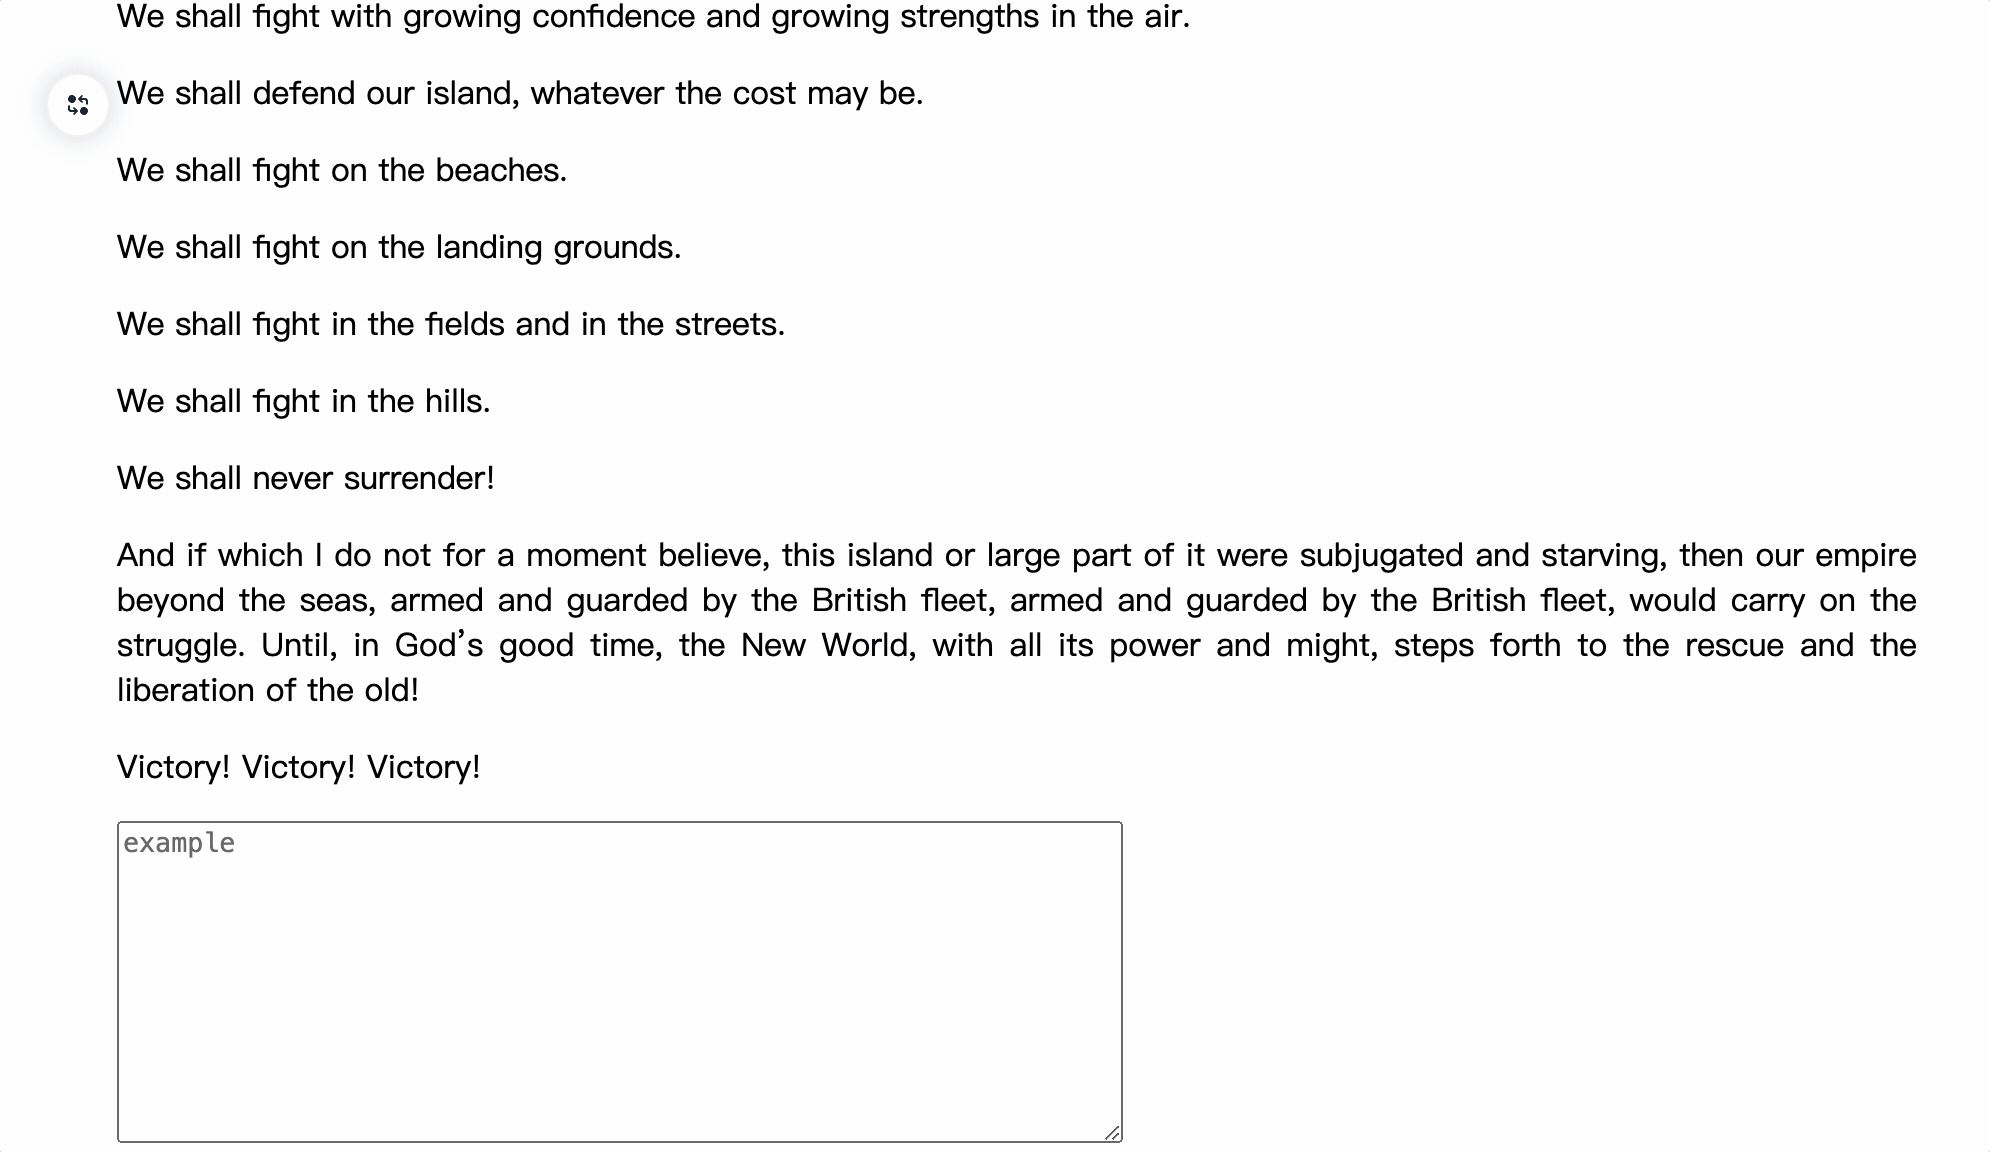 We shall fight with growing confidence and growing strengths in the air.
We shall defend our island, whatever the cost may be.
We shall fight on the beaches.
We shall fight on the landing grounds.
We shall fight in the fields and in the streets.
We shall fight in the hills.
We shall never surrender!
And if which I do not for a moment believe, this island or large part of it were subjugated and starving, then our empire
beyond the seas, armed and guarded by the British fleet, armed and guarded by the British fleet, would carry on the
struggle. Until, in God’s good time, the New World, with all its power and might, steps forth to the rescue and the
liberation of the old!
Victory! Victory! Victory!
example